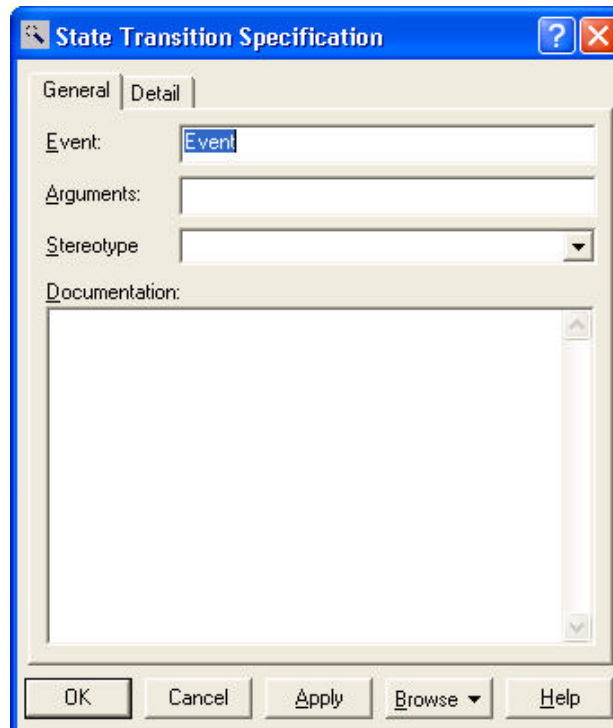 State Transition Specification
General Detail
Event: Event
Arguments:
Stereotype
Documentation:
OK Cancel Apply Browse Help